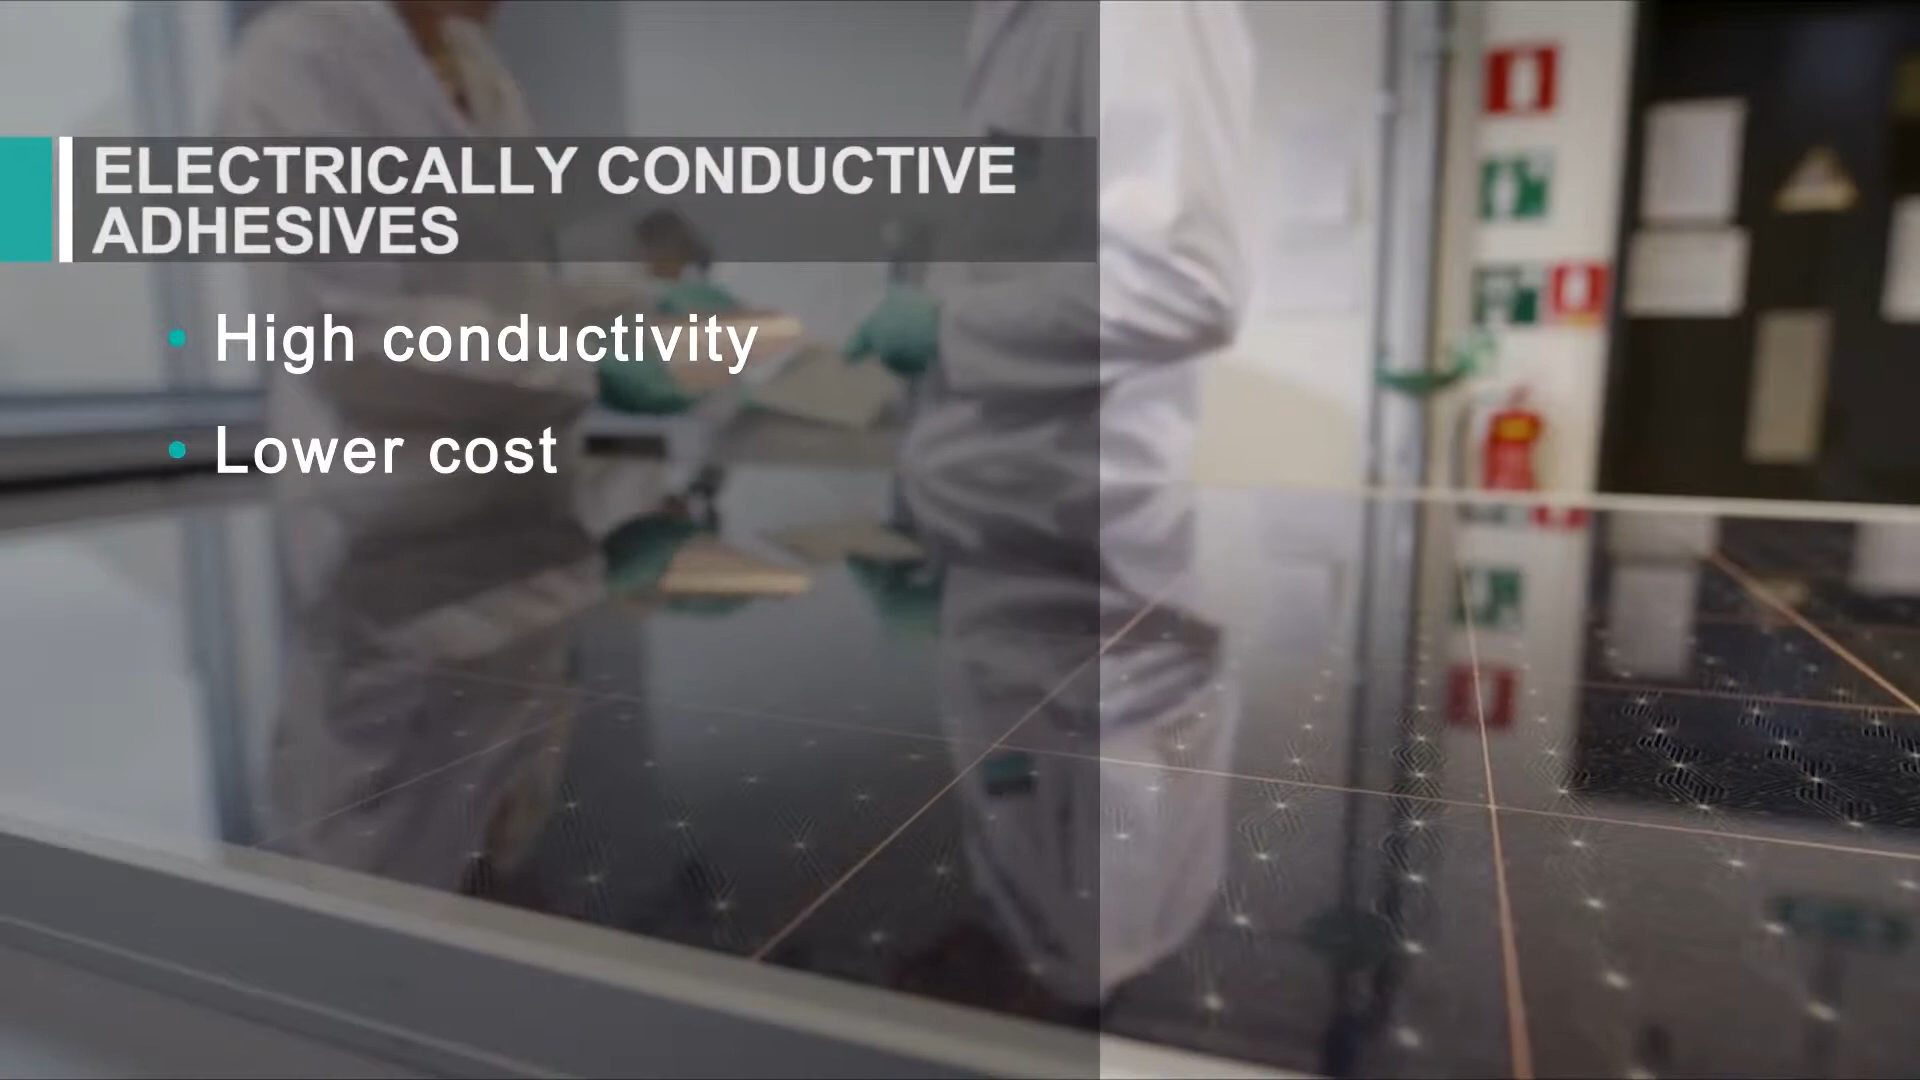 ELECTRICALLY CONDUCTIVE
ADHESIVES
• High conductivity
• Lower cost